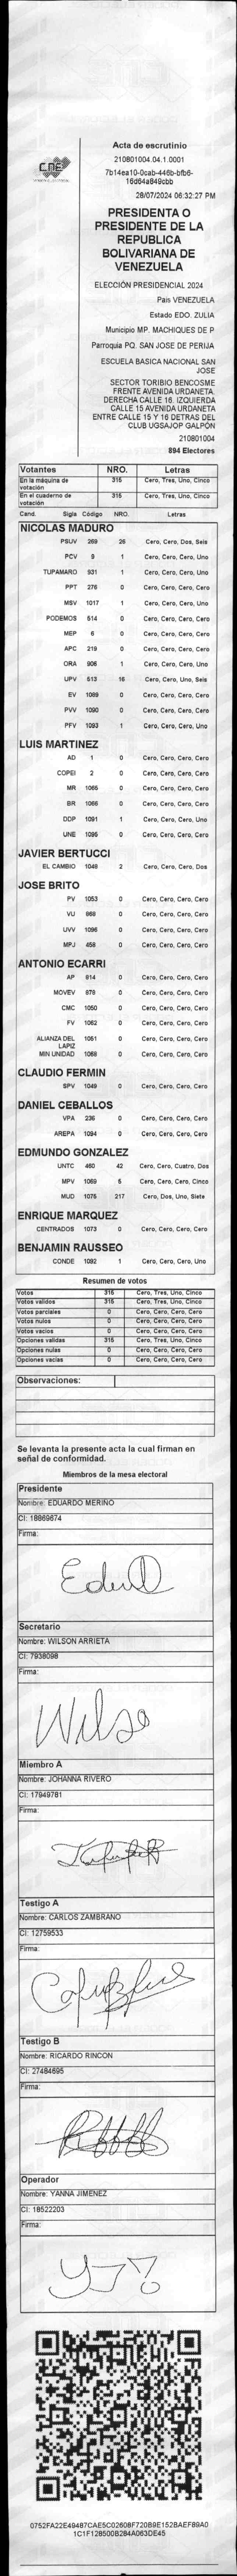 CNE
PODER ELECTORAL
Acta de escrutinio
210801004.04.1.0001
7b14ea10-0cab-446b-bfb6-
16d64a849cbb
28/07/2024 06:32:27 PM
PRESIDENTA O
PRESIDENTE DE LA
REPUBLICA
BOLIVARIANA DE
VENEZUELA
ELECCIÓN PRESIDENCIAL 2024
Pais VENEZUELA
Estado EDO. ZULIA
Municipio MP. MACHIQUES DE P
Parroquia PQ. SAN JOSE DE PERIJA
ESCUELA BASICA NACIONAL SAN
JOSE
SECTOR TORIBIO BENCOSME
FRENTE AVENIDA URDANETA.
DERECHA CALLE 16. IZQUIERDA
CALLE 15 AVENIDA URDANETA
ENTRE CALLE 15 Y 16 DETRAS DEL
CLUB UGSAJOP GALPÓN
210801004
894 Electores
Votantes NRO. Letras
En la máquina de votación 315 Cero, Tres, Uno, Cinco
En el cuaderno de votación 315 Cero, Tres, Uno, Cinco
Cand. Sigla Código NRO. Letras
NICOLAS MADURO
PSUV 269 26 Cero, Cero, Dos, Seis
PCV 9 1 Cero, Cero, Cero, Uno
TUPAMARO 931 1 Cero, Cero, Cero, Uno
PPT 276 0 Cero, Cero, Cero, Cero
MSV 1017 1 Cero, Cero, Cero, Uno
PODEMOS 514 0 Cero, Cero, Cero, Cero
MEP 6 0 Cero, Cero, Cero, Cero
APC 219 0 Cero, Cero, Cero, Cero
ORA 906 1 Cero, Cero, Cero, Uno
UPV 513 16 Cero, Cero, Uno, Seis
EV 1089 0 Cero, Cero, Cero, Cero
PVV 1090 0 Cero, Cero, Cero, Cero
PFV 1093 1 Cero, Cero, Cero, Uno
LUIS MARTINEZ
AD 1 0 Cero, Cero, Cero, Cero
COPEI 2 0 Cero, Cero, Cero, Cero
MR 1065 0 Cero, Cero, Cero, Cero
BR 1066 0 Cero, Cero, Cero, Cero
DDP 1091 1 Cero, Cero, Cero, Uno
UNE 1095 0 Cero, Cero, Cero, Cero
JAVIER BERTUCCI
EL CAMBIO 1048 2 Cero, Cero, Cero, Dos
JOSE BRITO
PV 1053 0 Cero, Cero, Cero, Cero
VU 968 0 Cero, Cero, Cero, Cero
UVV 1096 0 Cero, Cero, Cero, Cero
MPJ 458 0 Cero, Cero, Cero, Cero
ANTONIO ECARRI
AP 914 0 Cero, Cero, Cero, Cero
MOVEV 979 0 Cero, Cero, Cero, Cero
CMC 1050 0 Cero, Cero, Cero, Cero
FV 1062 0 Cero, Cero, Cero, Cero
ALIANZA DEL LAPIZ 1061 0 Cero, Cero, Cero, Cero
MIN UNIDAD 1088 0 Cero, Cero, Cero, Cero
CLAUDIO FERMIN
SPV 1049 0 Cero, Cero, Cero, Cero
DANIEL CEBALLOS
VPA 236 0 Cero, Cero, Cero, Cero
AREPA 1094 0 Cero, Cero, Cero, Cero
EDMUNDO GONZALEZ
UNTC 460 42 Cero, Cero, Cuatro, Dos
MPV 1069 5 Cero, Cero, Cero, Cinco
MUD 1075 217 Cero, Dos, Uno, Siete
ENRIQUE MARQUEZ
CENTRADOS 1073 0 Cero, Cero, Cero, Cero
BENJAMIN RAUSSEO
CONDE 1092 1 Cero, Cero, Cero, Uno
Resumen de votos
Votos 315 Cero, Tres, Uno, Cinco
Votos validos 315 Cero, Tres, Uno, Cinco
Votos parciales 0 Cero, Cero, Cero, Cero
Votos nulos 0 Cero, Cero, Cero, Cero
Votos vacios 0 Cero, Cero, Cero, Cero
Opciones validas 315 Cero, Tres, Uno, Cinco
Opciones nulas 0 Cero, Cero, Cero, Cero
Opciones vacias 0 Cero, Cero, Cero, Cero
Observaciones:
Se levanta la presente acta la cual firman en
señal de conformidad.
Miembros de la mesa electoral
Presidente
Nombre: EDUARDO MERIÑO
CI: 18869674
Firma:
Secretario
Nombre: WILSON ARRIETA
CI: 7938098
Firma:
Miembro A
Nombre: JOHANNA RIVERO
CI: 17949781
Firma:
Testigo A
Nombre: CARLOS ZAMBRANO
CI: 12759533
Firma:
Testigo B
Nombre: RICARDO RINCON
CI: 27484695
Firma:
Operador
Nombre: YANNA JIMENEZ
CI: 18522203
Firma:
0752FA22E49487CAE5C02608F720B9E152BAEF89A0
1C1F128500B284A063DE45